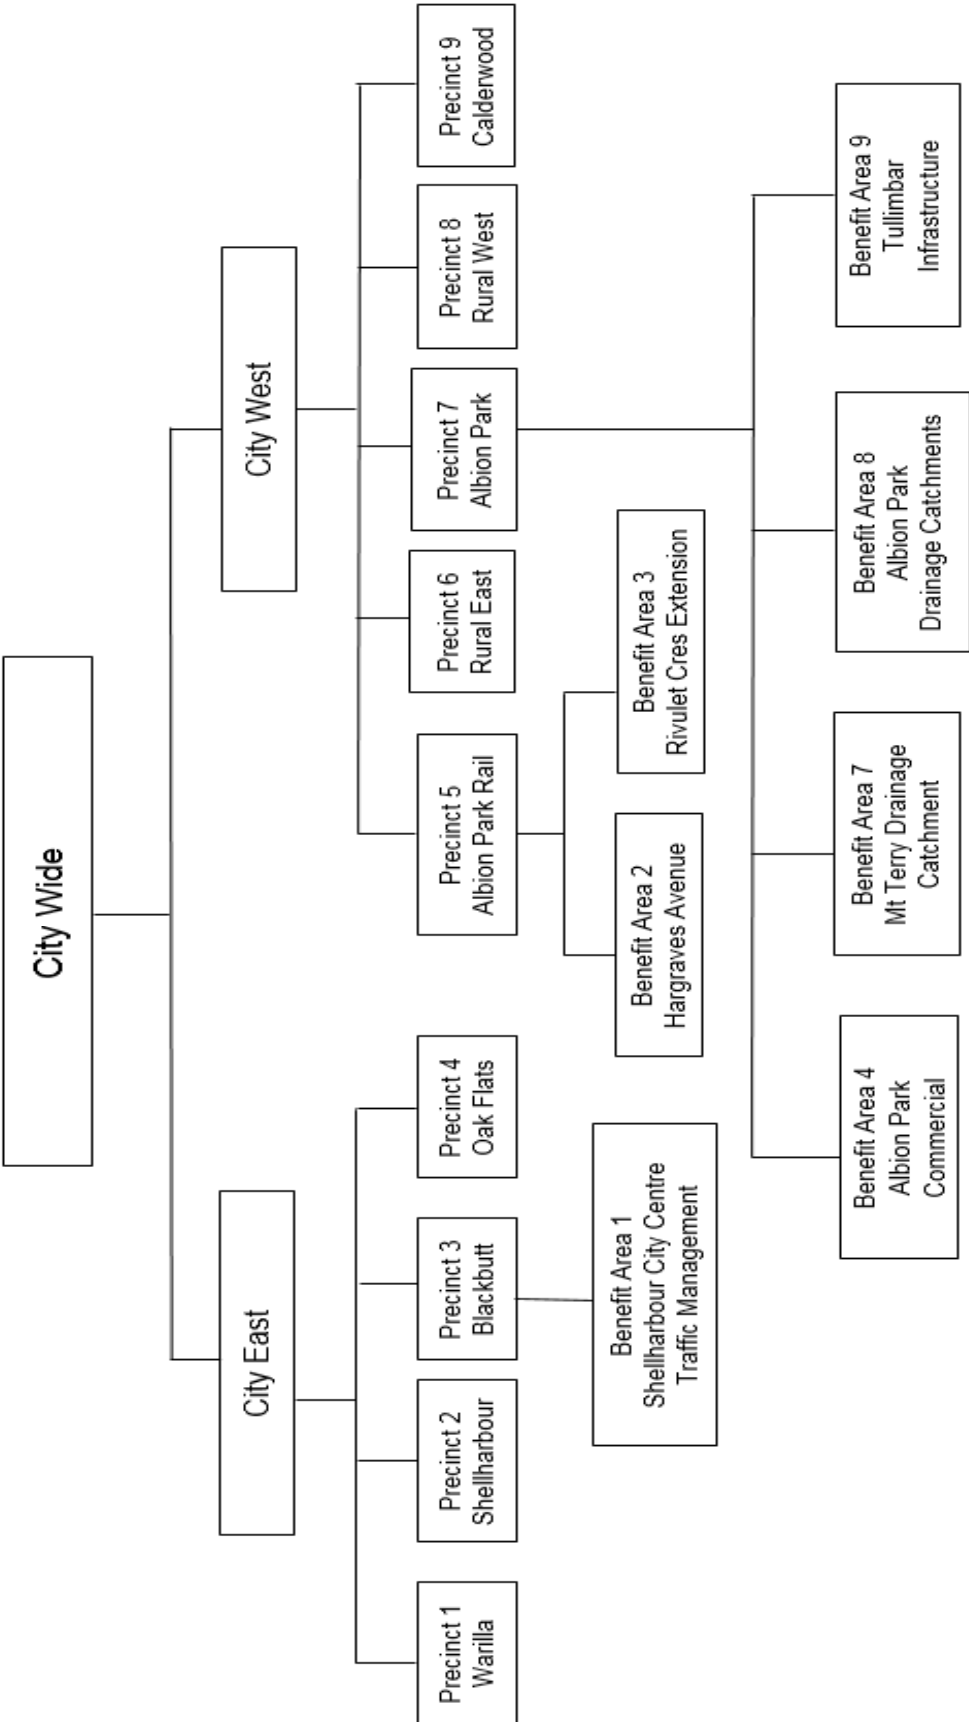 City Wide
City East
City West
Precinct 1
Warilla
Precinct 2
Shellharbour
Precinct 3
Blackbutt
Precinct 4
Oak Flats
Precinct 5
Albion Park Rail
Precinct 6
Rural East
Precinct 7
Albion Park
Precinct 8
Rural West
Precinct 9
Calderwood
Benefit Area 1
Shellharbour City Centre
Traffic Management
Benefit Area 2
Hargraves Avenue
Benefit Area 3
Rivulet Cres Extension
Benefit Area 4
Albion Park
Commercial
Benefit Area 7
Mt Terry Drainage
Catchment
Benefit Area 8
Albion Park
Drainage Catchments
Benefit Area 9
Tullimbar
Infrastructure